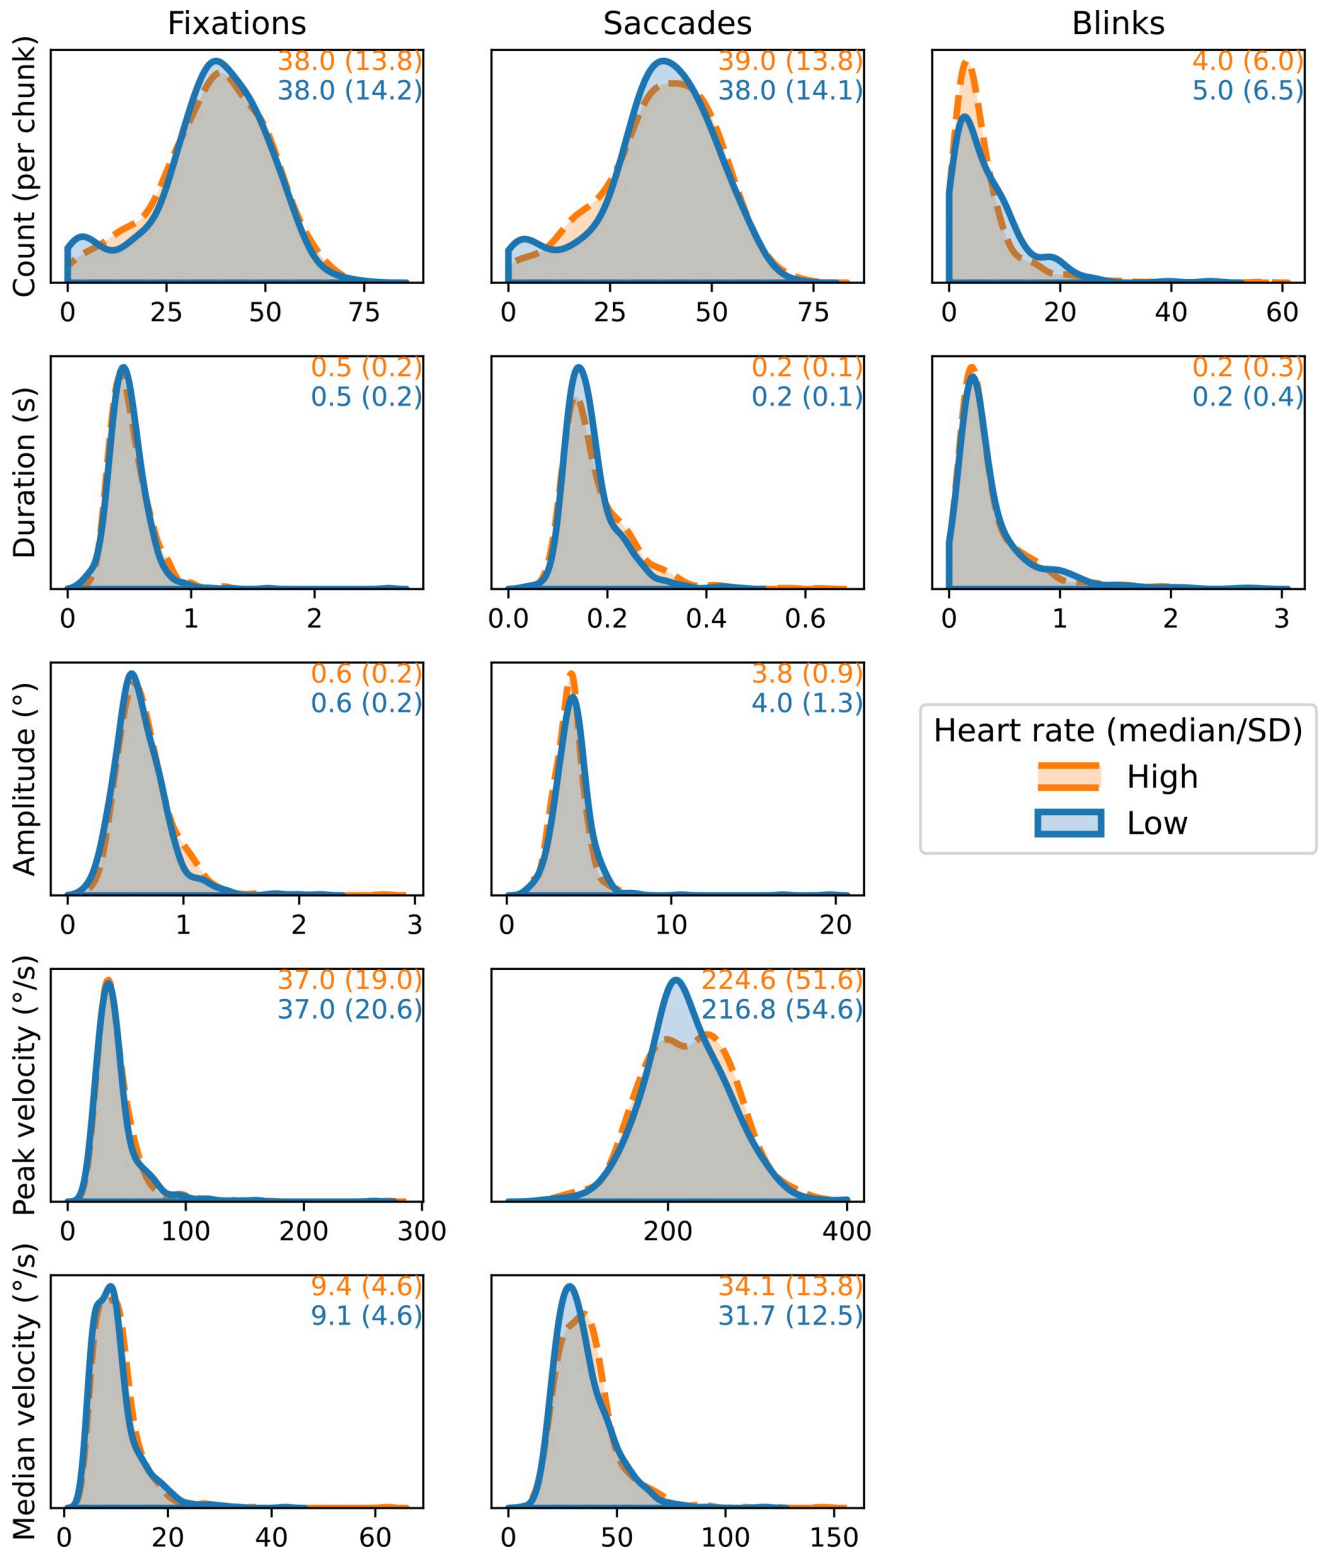 Fixations Saccades Blinks
Count (per chunk)
38.0 (13.8)
38.0 (14.2)
0 25 50 75
39.0 (13.8)
38.0 (14.1)
0 25 50 75
4.0 (6.0)
5.0 (6.5)
0 20 40 60
Duration (s)
0.5 (0.2)
0.5 (0.2)
0 1 2
0.2 (0.1)
0.2 (0.1)
0.0 0.2 0.4 0.6
0.2 (0.3)
0.2 (0.4)
0 1 2 3
Amplitude (°)
0.6 (0.2)
0.6 (0.2)
0 1 2 3
3.8 (0.9)
4.0 (1.3)
0 10 20
Heart rate (median/SD)
High
Low
Peak velocity (°/s)
37.0 (19.0)
37.0 (20.6)
0 100 200 300
224.6 (51.6)
216.8 (54.6)
200 400
Median velocity (°/s)
9.4 (4.6)
9.1 (4.6)
0 20 40 60
34.1 (13.8)
31.7 (12.5)
0 50 100 150